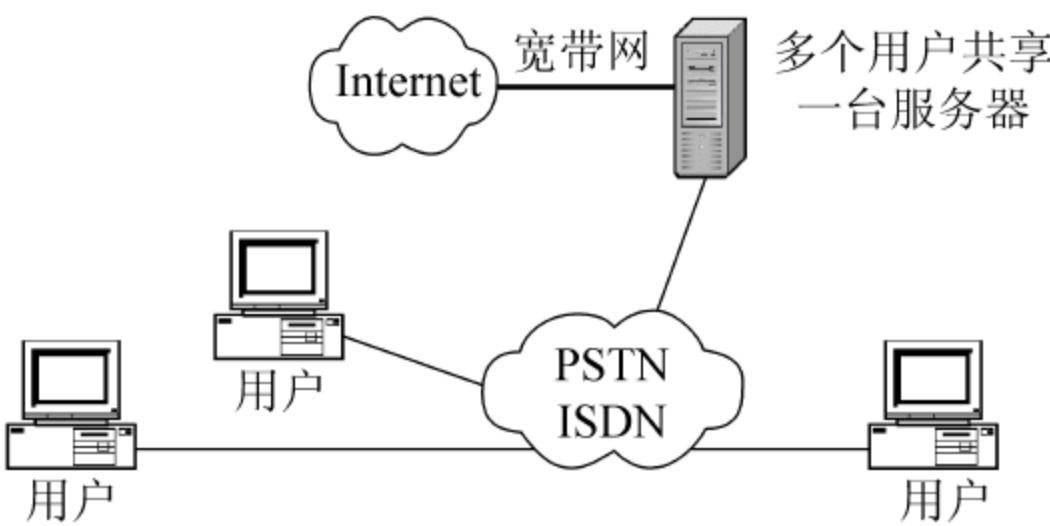 Internet
宽带网
多个用户共享
一台服务器
用户
PSTN
ISDN
用户
用户